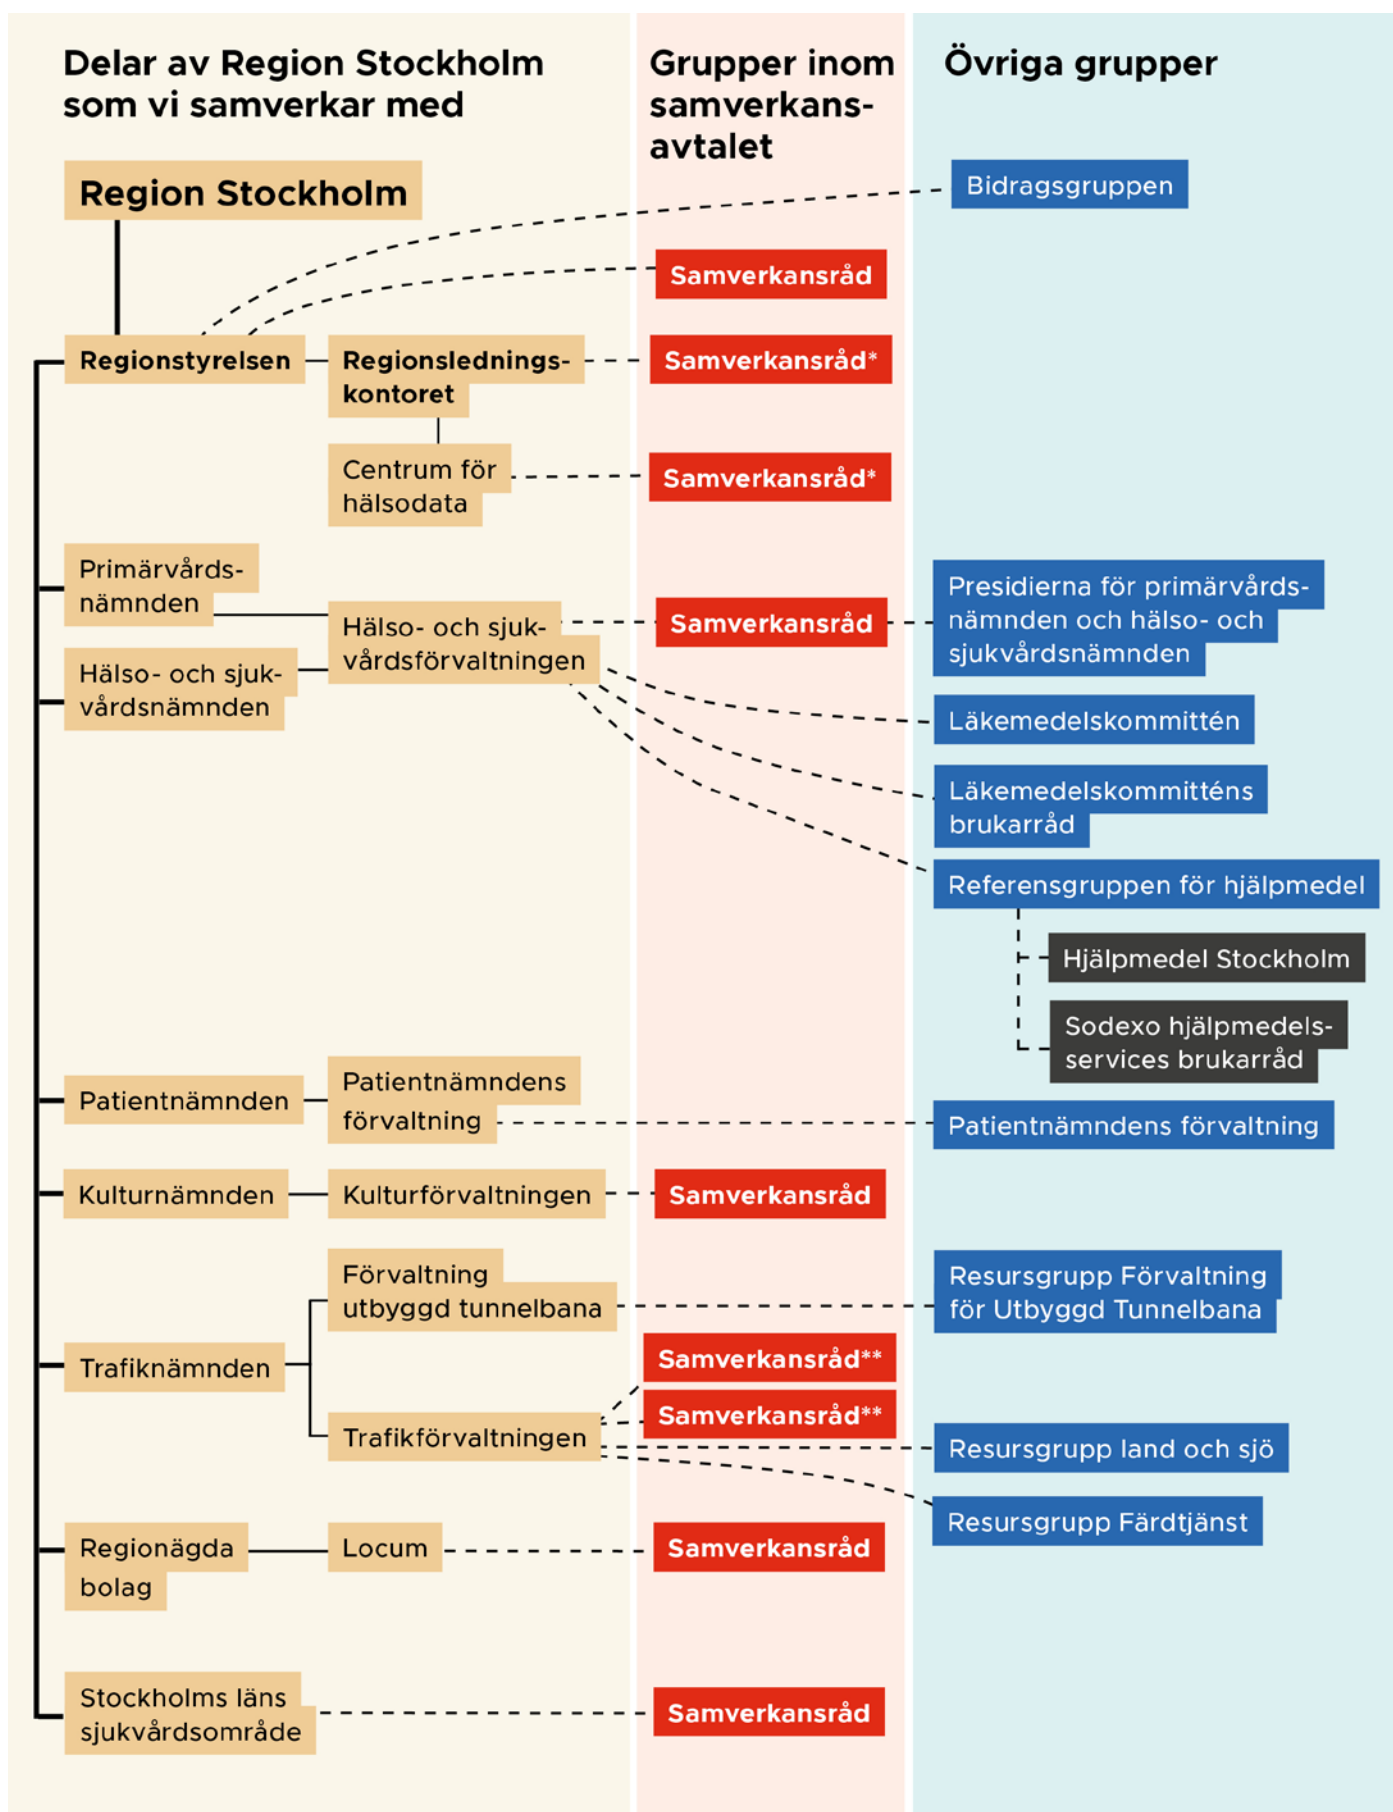 Delar av Region Stockholm
som vi samverkar med
Grupper inom
samverkans-
avtalet
Övriga grupper
Region Stockholm
Bidragsgruppen
Samverkansråd
Regionstyrelsen
Regionslednings-
kontoret
Samverkansråd*
Centrum för
hälsodata
Samverkansråd*
Primärvårds-
nämnden
Hälso- och sjuk-
vårdsnämnden
Hälso- och sjuk-
vårdsförvaltningen
Samverkansråd
Presidierna för primärvårds-
nämnden och hälso- och
sjukvårdsnämnden
Läkemedelskommittén
Läkemedelskommitténs
brukarråd
Referensgruppen för hjälpmedel
Hjälpmedel Stockholm
Sodexo hjälpmedels-
services brukarråd
Patientnämnden
Patientnämndens
förvaltning
Patientnämndens förvaltning
Kulturnämnden
Kulturförvaltningen
Samverkansråd
Trafiknämnden
Förvaltning
utbyggd tunnelbana
Resursgrupp Förvaltning
för Utbyggd Tunnelbana
Trafikförvaltningen
Samverkansråd**
Samverkansråd**
Resursgrupp land och sjö
Resursgrupp Färdtjänst
Regionägda
bolag
Locum
Samverkansråd
Stockholms läns
sjukvårdsområde
Samverkansråd